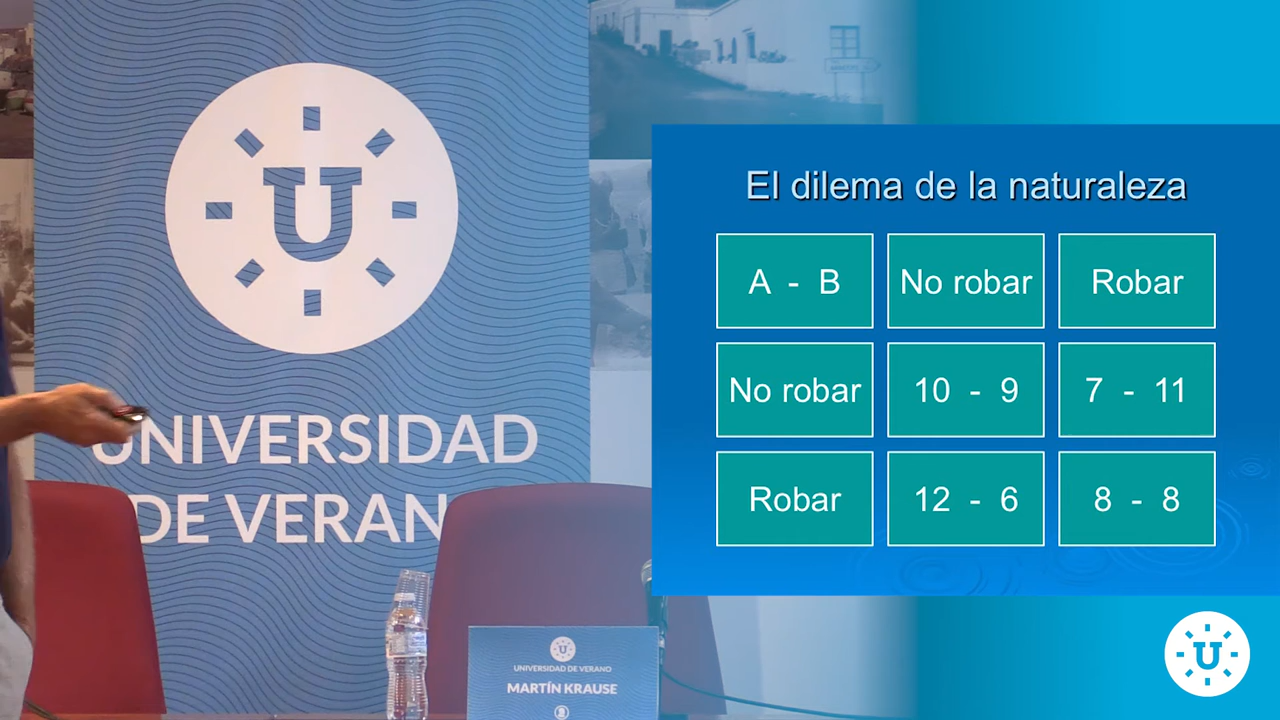 U
UNIVERSIDAD
DE VERAN
UNIVERSIDAD DE VERANO
MARTÍN KRAUSE
El dilema de la naturaleza
A - B No robar Robar
No robar 10 - 9 7 - 11
Robar 12 - 6 8 - 8
U